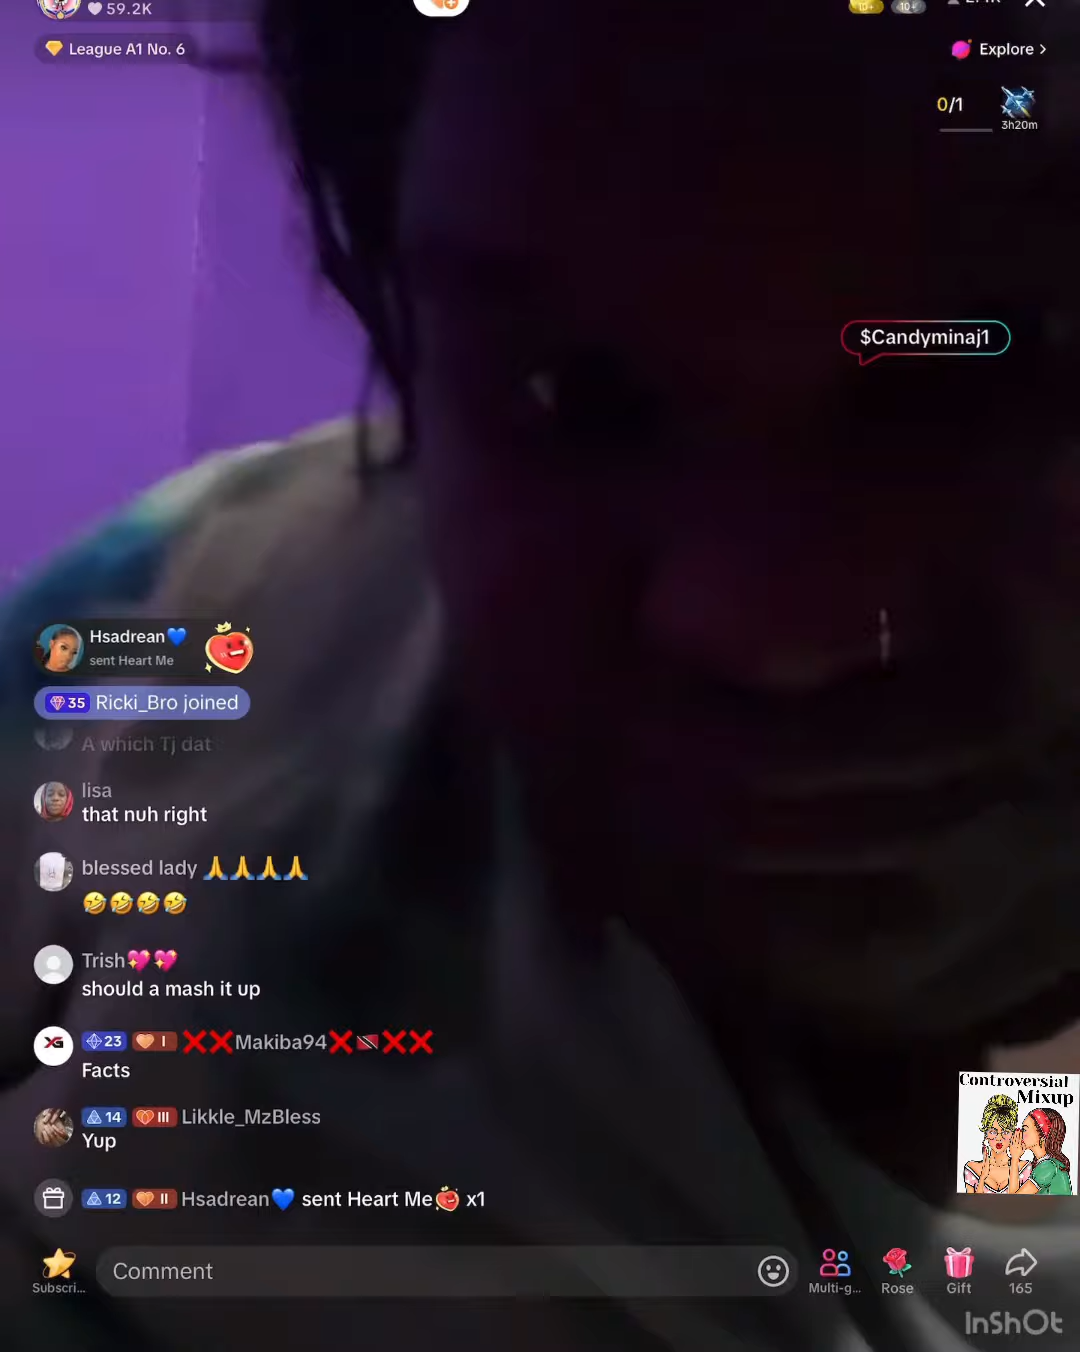 59.2K
League A1 No. 6
Explore >
0/1
3h20m
$Candyminaj1
Hsadrean💙
sent Heart Me
35 Ricki_Bro joined
A which Tj dat
lisa
that nuh right
blessed lady 🙏🙏🙏🙏
🤣🤣🤣🤣
Trish💖💖
should a mash it up
XG
23 I ❌❌Makiba94❌🇹🇹❌❌
Facts
14 III Likkle_MzBless
Yup
12 II Hsadrean💙 sent Heart Me x1
Controversial
Mixup
Subscri...
Comment
Multi-g...
Rose
Gift
165
InShOt